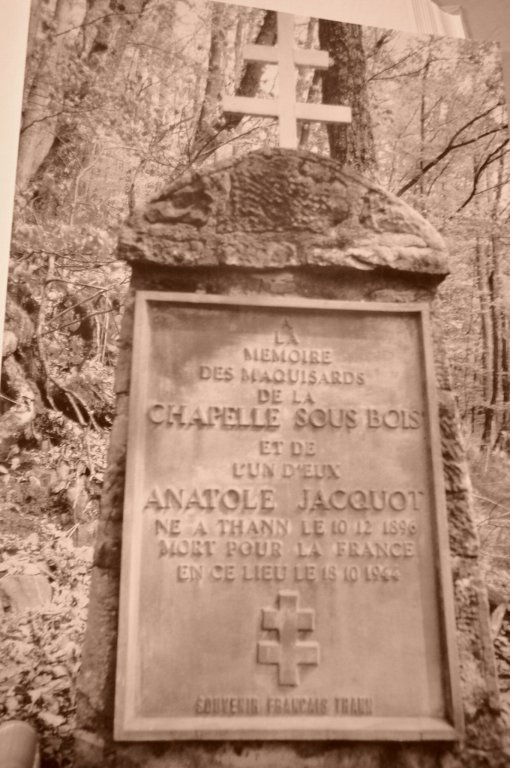 A
LA
MEMOIRE
DES MAQUISARDS
DE LA
CHAPELLE SOUS BOIS
ET DE
L'UN D'EUX
ANATOLE JACQUOT
NE A THANN LE 10 12 1896
MORT POUR LA FRANCE
EN CE LIEU LE 18 10 1944
SOUVENIR FRANCAIS THANN